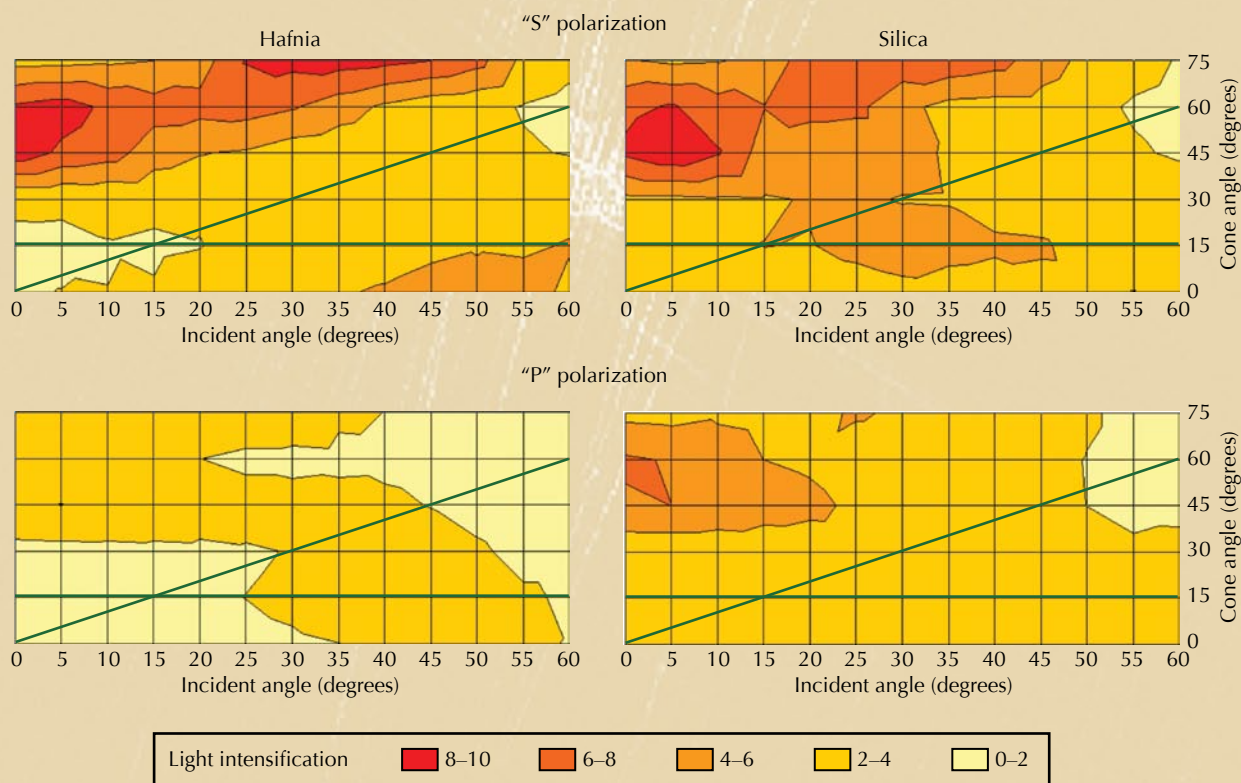 “S” polarization
Hafnia
Silica
75
60
45
30
15
0
Cone angle (degrees)
0 5 10 15 20 25 30 35 40 45 50 55 60
0 5 10 15 20 25 30 35 40 45 50 55 60
Incident angle (degrees)
Incident angle (degrees)
“P” polarization
75
60
45
30
15
0
Cone angle (degrees)
0 5 10 15 20 25 30 35 40 45 50 55 60
0 5 10 15 20 25 30 35 40 45 50 55 60
Incident angle (degrees)
Incident angle (degrees)
Light intensification 8–10 6–8 4–6 2–4 0–2